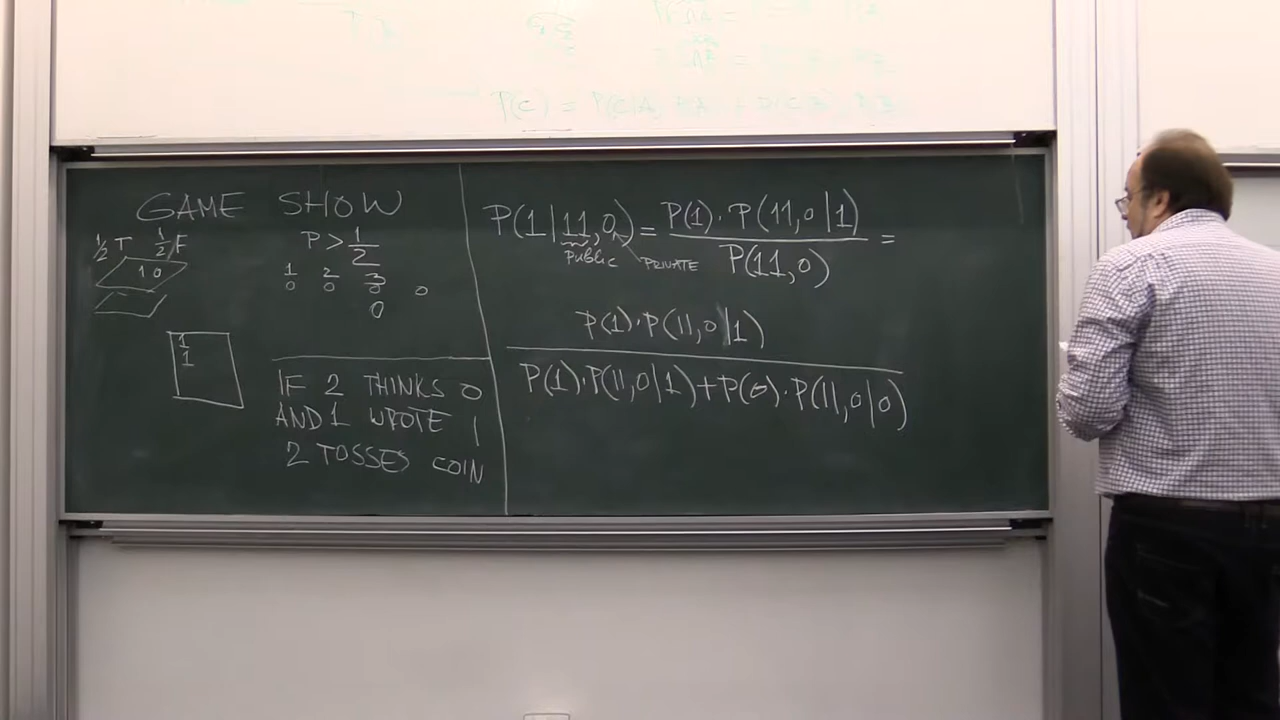 P(C) = P(C|A)
GAME SHOW
1/2 T 1/2 F
1 0
P > 1/2
1 2 3
0 0 0 0
0
1
1
IF 2 THINKS 0
AND 1 WROTE 1
2 TOSSES COIN
P(1|11,0) = P(1)·P(11,0|1) / P(11,0) =
PUBLIC PRIVATE
P(1)·P(11,0|1)
P(1)·P(11,0|1)+P(0)·P(11,0|0)